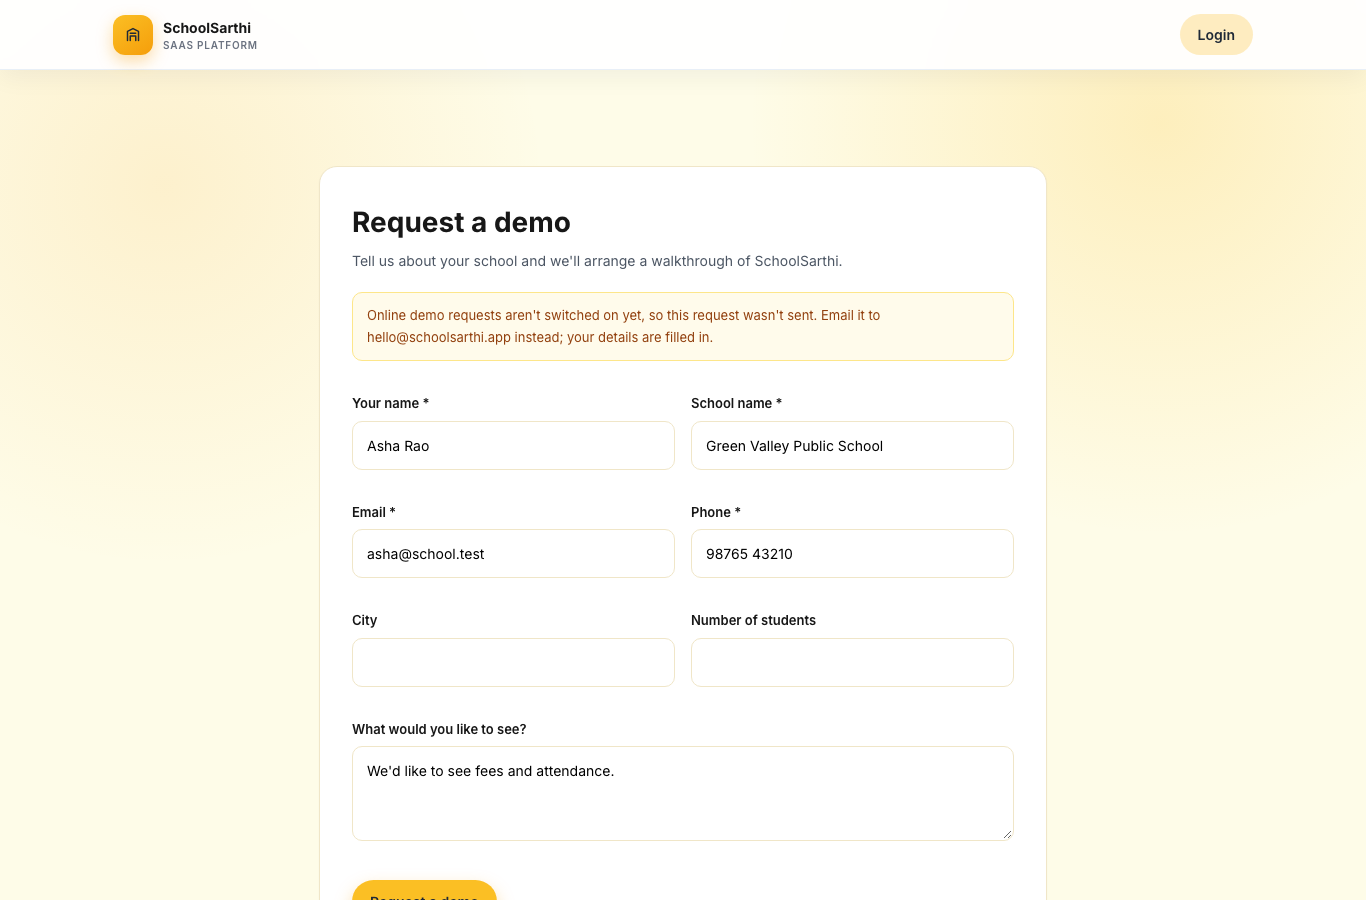 SchoolSarthi
SAAS PLATFORM
Login
Request a demo
Tell us about your school and we'll arrange a walkthrough of SchoolSarthi.
Online demo requests aren't switched on yet, so this request wasn't sent. Email it to
hello@schoolsarthi.app instead; your details are filled in.
Your name *
School name *
Asha Rao
Green Valley Public School
Email *
Phone *
asha@school.test
98765 43210
City
Number of students
What would you like to see?
We'd like to see fees and attendance.
Request a demo